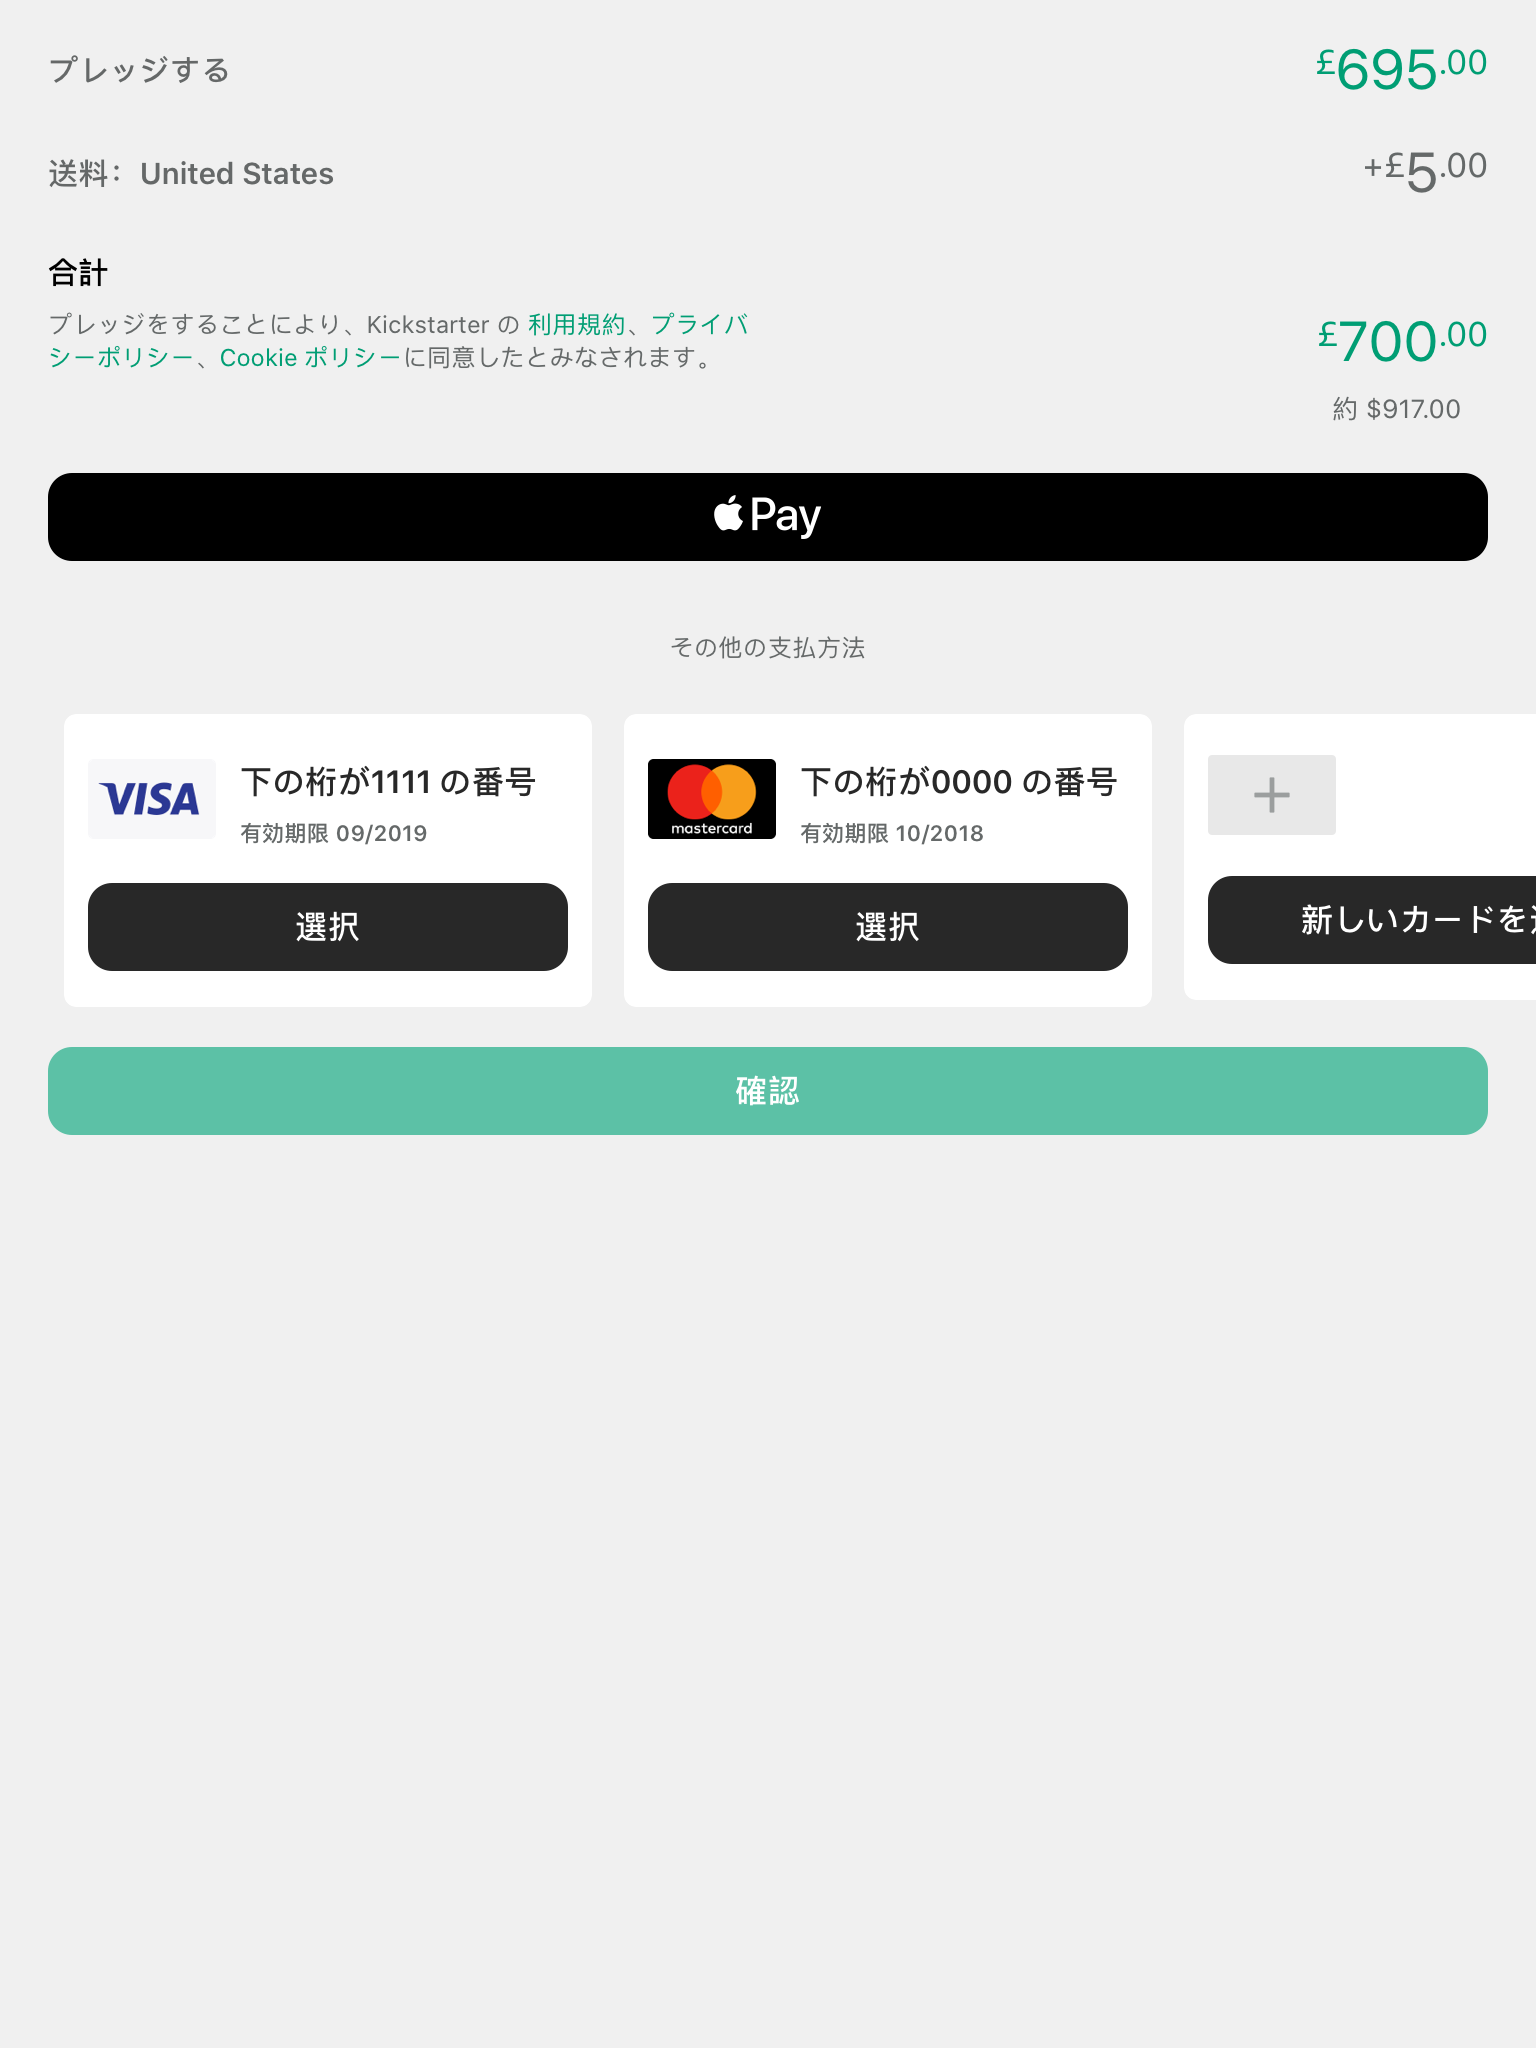 プレッジする £695.00
送料： United States +£5.00
合計
プレッジをすることにより、Kickstarter の 利用規約、プライバ
シーポリシー、Cookie ポリシーに同意したとみなされます。
£700.00
約 $917.00
Pay
その他の支払方法
VISA
下の桁が1111 の番号
有効期限 09/2019
選択
mastercard
下の桁が0000 の番号
有効期限 10/2018
選択
新しいカードを
確認